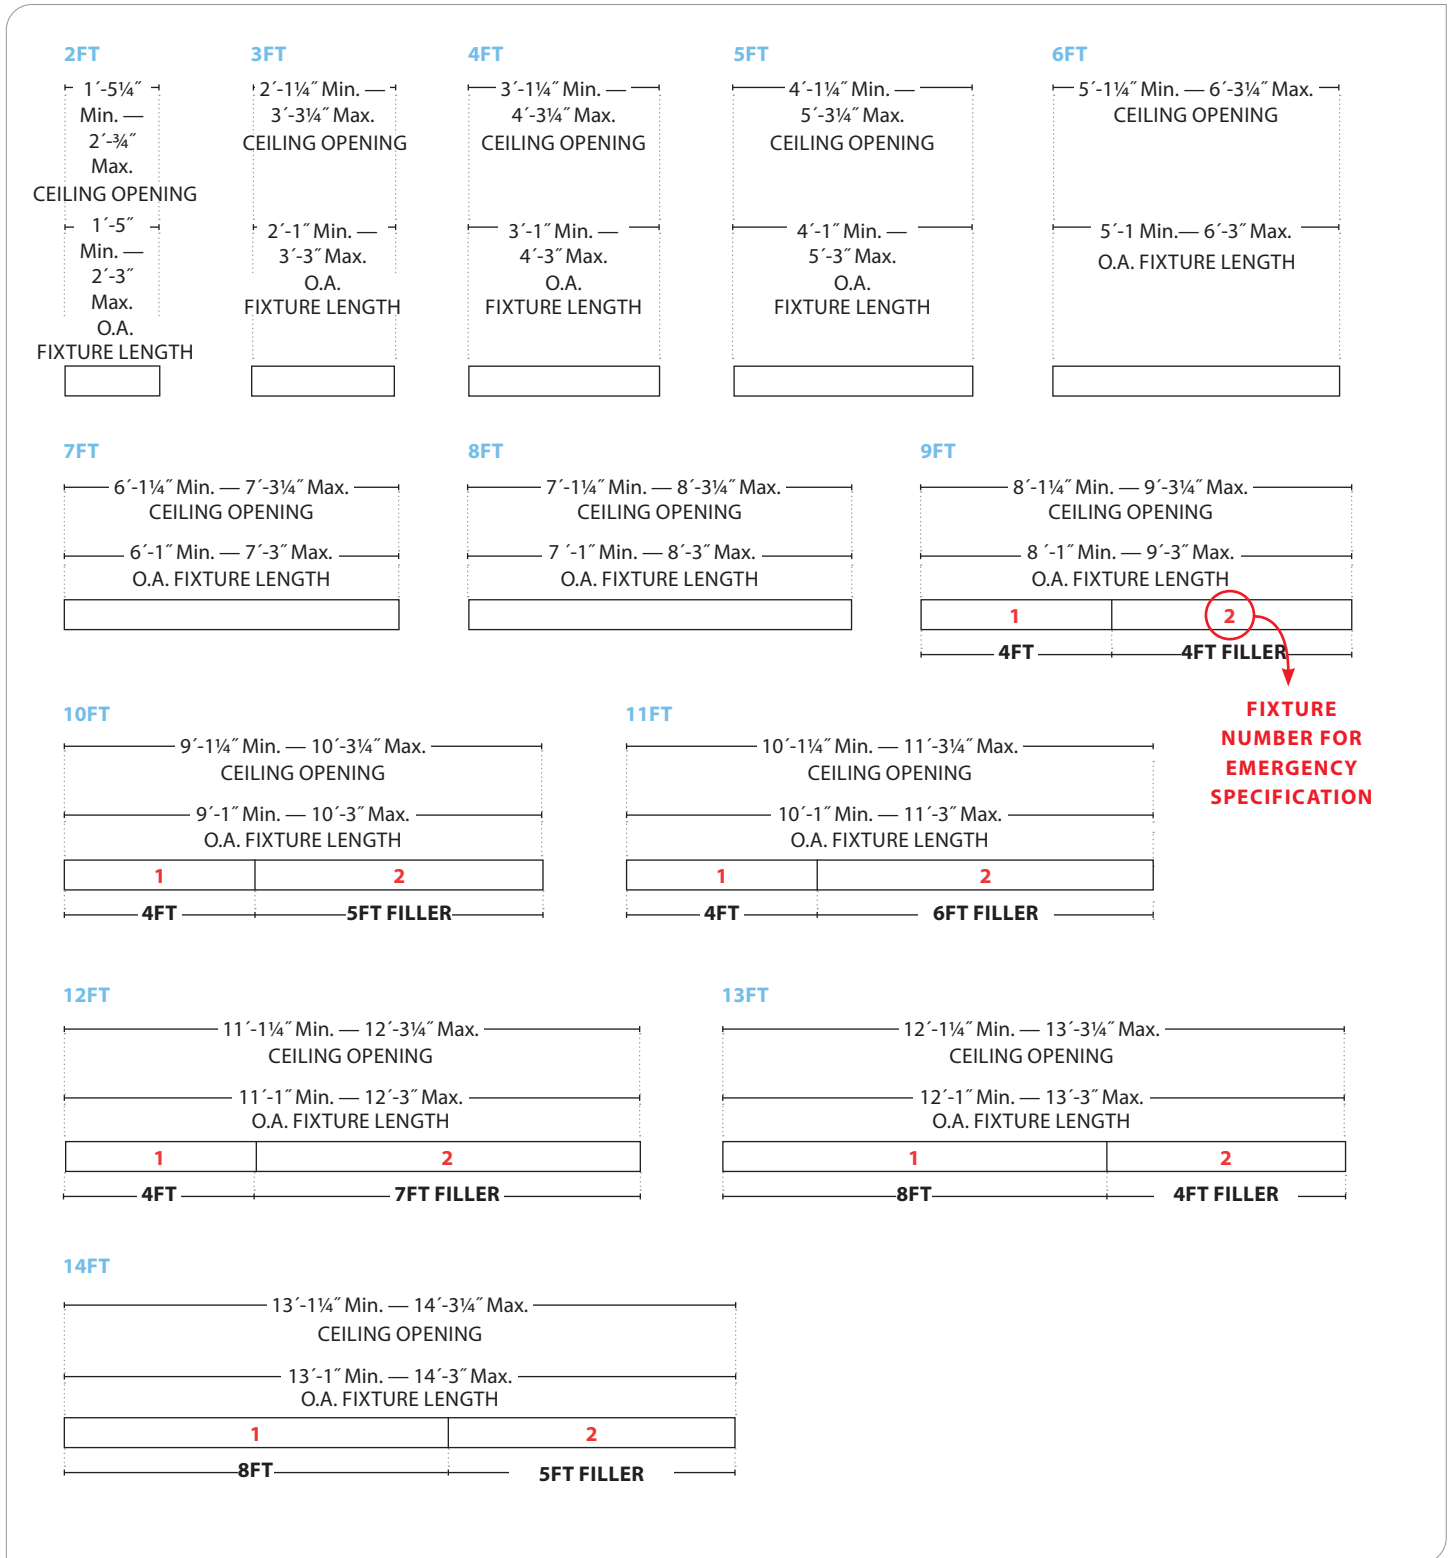 2FT
1´-5¼˝
Min. —
2´-¾˝
Max.
CEILING OPENING
1´-5˝
Min. —
2´-3˝
Max.
O.A.
FIXTURE LENGTH
3FT
2´-1¼˝ Min. —
3´-3¼˝ Max.
CEILING OPENING
2´-1˝ Min. —
3´-3˝ Max.
O.A.
FIXTURE LENGTH
4FT
3´-1¼˝ Min. —
4´-3¼˝ Max.
CEILING OPENING
3´-1˝ Min. —
4´-3˝ Max.
O.A.
FIXTURE LENGTH
5FT
4´-1¼˝ Min. —
5´-3¼˝ Max.
CEILING OPENING
4´-1˝ Min. —
5´-3˝ Max.
O.A.
FIXTURE LENGTH
6FT
5´-1¼˝ Min. — 6´-3¼˝ Max.
CEILING OPENING
5´-1 Min.— 6´-3˝ Max.
O.A. FIXTURE LENGTH
7FT
6´-1¼˝ Min. — 7´-3¼˝ Max.
CEILING OPENING
6´-1˝ Min. — 7´-3˝ Max.
O.A. FIXTURE LENGTH
8FT
7´-1¼˝ Min. — 8´-3¼˝ Max.
CEILING OPENING
7 ´-1˝ Min. — 8´-3˝ Max.
O.A. FIXTURE LENGTH
9FT
8´-1¼˝ Min. — 9´-3¼˝ Max.
CEILING OPENING
8 ´-1˝ Min. — 9´-3˝ Max.
O.A. FIXTURE LENGTH
1 2
4FT 4FT FILLER
FIXTURE
NUMBER FOR
EMERGENCY
SPECIFICATION
10FT
9´-1¼˝ Min. — 10´-3¼˝ Max.
CEILING OPENING
9´-1˝ Min. — 10´-3˝ Max.
O.A. FIXTURE LENGTH
1 2
4FT 5FT FILLER
11FT
10´-1¼˝ Min. — 11´-3¼˝ Max.
CEILING OPENING
10´-1˝ Min. — 11´-3˝ Max.
O.A. FIXTURE LENGTH
1 2
4FT 6FT FILLER
12FT
11´-1¼˝ Min. — 12´-3¼˝ Max.
CEILING OPENING
11´-1˝ Min. — 12´-3˝ Max.
O.A. FIXTURE LENGTH
1 2
4FT 7FT FILLER
13FT
12´-1¼˝ Min. — 13´-3¼˝ Max.
CEILING OPENING
12´-1˝ Min. — 13´-3˝ Max.
O.A. FIXTURE LENGTH
1 2
8FT 4FT FILLER
14FT
13´-1¼˝ Min. — 14´-3¼˝ Max.
CEILING OPENING
13´-1˝ Min. — 14´-3˝ Max.
O.A. FIXTURE LENGTH
1 2
8FT 5FT FILLER